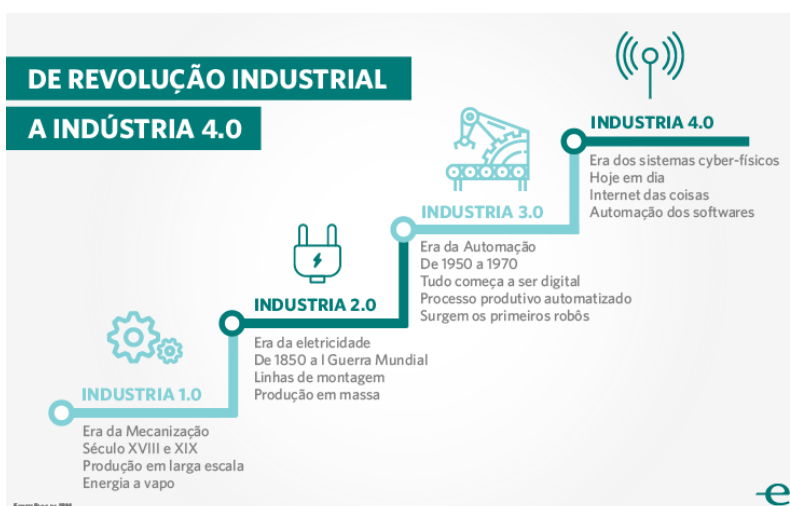 DE REVOLUÇÃO INDUSTRIAL
A INDÚSTRIA 4.0
INDUSTRIA 1.0
Era da Mecanização
Século XVIII e XIX
Produção em larga escala
Energia a vapo
INDUSTRIA 2.0
Era da eletricidade
De 1850 a I Guerra Mundial
Linhas de montagem
Produção em massa
INDUSTRIA 3.0
Era da Automação
De 1950 a 1970
Tudo começa a ser digital
Processo produtivo automatizado
Surgem os primeiros robôs
INDUSTRIA 4.0
Era dos sistemas cyber-físicos
Hoje em dia
Internet das coisas
Automação dos softwares
e